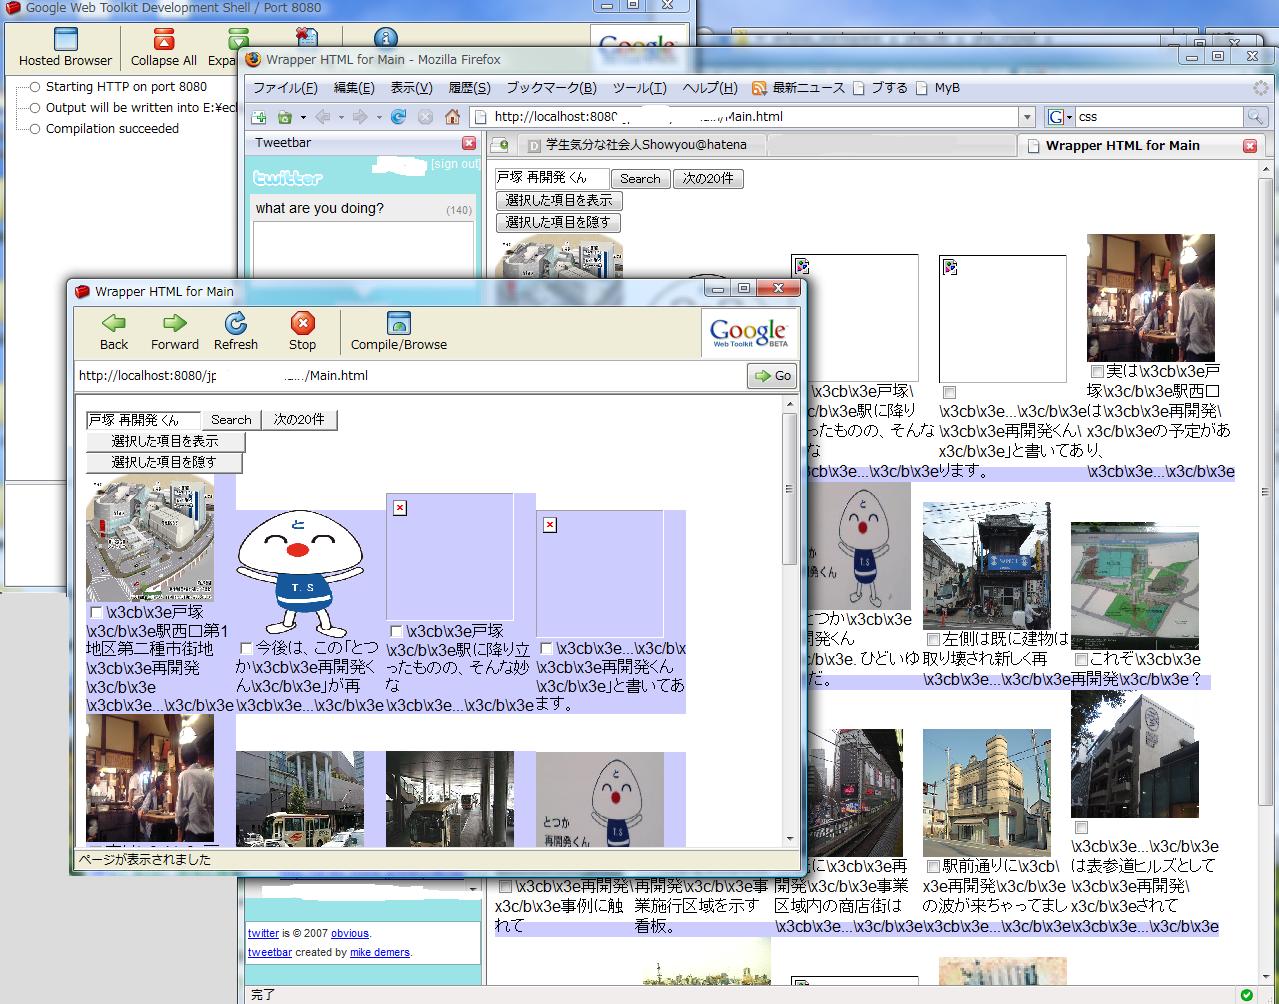 Google Web Toolkit Development Shell / Port 8080
Hosted Browser
Collapse All
Expa
Google
Starting HTTP on port 8080
Output will be written into E:¥ecl
Compilation succeeded
Wrapper HTML for Main - Mozilla Firefox
ファイル(F) 編集(E) 表示(V) 履歴(S) ブックマーク(B) ツール(T) ヘルプ(H) 最新ニュース ブする MyB
http://localhost:8080
/Main.html
G
css
Tweetbar
D 学生気分な社会人Showyou@hatena
Wrapper HTML for Main
[sign out]
twitter
what are you doing?
(140)
戸塚 再開発 くん
Search
次の20件
選択した項目を表示
選択した項目を隠す
実は\x3cb\x3e戸
塚\x3c/b\x3e駅西口
は\x3cb\x3e再開発\
x3c/b\x3eの予定があ
り、
\x3cb\x3e...\x3c/b\x3e
\x3cb\x3e戸塚\
c/b\x3e駅に降り
ったものの、そんな
な
\x3cb\x3e...\x3c/b\x3e
\x3cb\x3e...\x3c/b\x3e
\x3cb\x3e再開発くん\
x3c/b\x3e」と書いてあ
ります。
Wrapper HTML for Main
Back
Forward
Refresh
Stop
Compile/Browse
Google
Web Toolkit BETA
http://localhost:8080/jp
/Main.html
Go
戸塚 再開発 くん
Search
次の20件
選択した項目を表示
選択した項目を隠す
と
T. S
\x3cb\x3e戸塚
\x3c/b\x3e駅西口第1
地区第二種市街地
\x3cb\x3e再開発
\x3c/b\x3e
\x3cb\x3e...\x3c/b\x3e
今後は、この「とつ
か\x3cb\x3e再開発く
ん\x3c/b\x3e」が再
\x3cb\x3e...\x3c/b\x3e
\x3cb\x3e戸塚
\x3c/b\x3e駅に降り立
ったものの、そんな妙
な
\x3cb\x3e...\x3c/b\x3e
\x3cb\x3e...\x3c/b\x
\x3cb\x3e再開発くん
\x3c/b\x3e」と書いてあ
ます。
と
T.S
とつか
再開発くん
ページが表示されました
T.S
発くん
とつか\x3cb\x3e
開発くん
\x3c/b\x3e. ひどいゆ
だ。
左側は既に建物は
取り壊され新しく再
\x3cb\x3e...\x3c/b\x3e
これぞ\x3cb\x3e
再開発\x3c/b\x3e？
\x3cb\x3e再開発\
x3c/b\x3e事例に触
れて
再開発\x3c/b\x3e事
業施行区域を示す
看板。
に\x3cb\x3e再
開発\x3c/b\x3e事業
区域内の商店街は
\x3cb\x3e...\x3c/b\x3e
駅前通りに\x3cb\
x3e再開発\x3c/b\x3e
の波が来ちゃってまし
\x3cb\x3e...\x3c/b\x3e
\x3cb\x3e...\x3c/b\x3e
は表参道ヒルズとして
\x3cb\x3e再開発\
x3c/b\x3eされて
\x3cb\x3e...\x3c/b\x3e
twitter is © 2007 obvious.
tweetbar created by mike demers.
完了